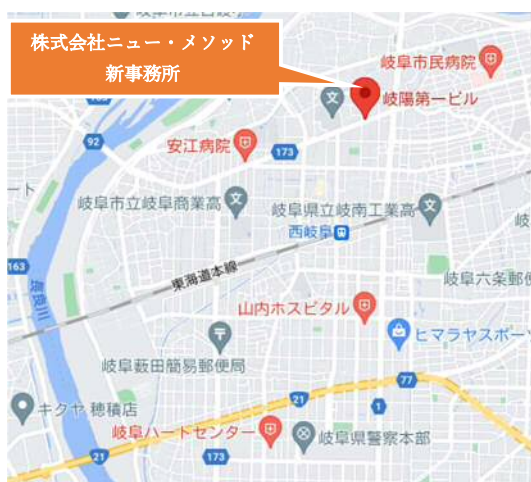 株式会社ニュー・メソッド
新事務所
岐阜市民病院
岐陽第一ビル
92
安江病院
173
ート
岐阜市立岐阜商業高
岐阜県立岐南工業高
西岐阜
岐
163
東海道本線
長良川
岐阜六条郵便
山内ホスピタル
ヒマラヤスポーツ
岐阜薮田簡易郵便局
77
21
1
キタヤ 穂積店
岐阜ハートセンター
岐阜県警察本部
21
173